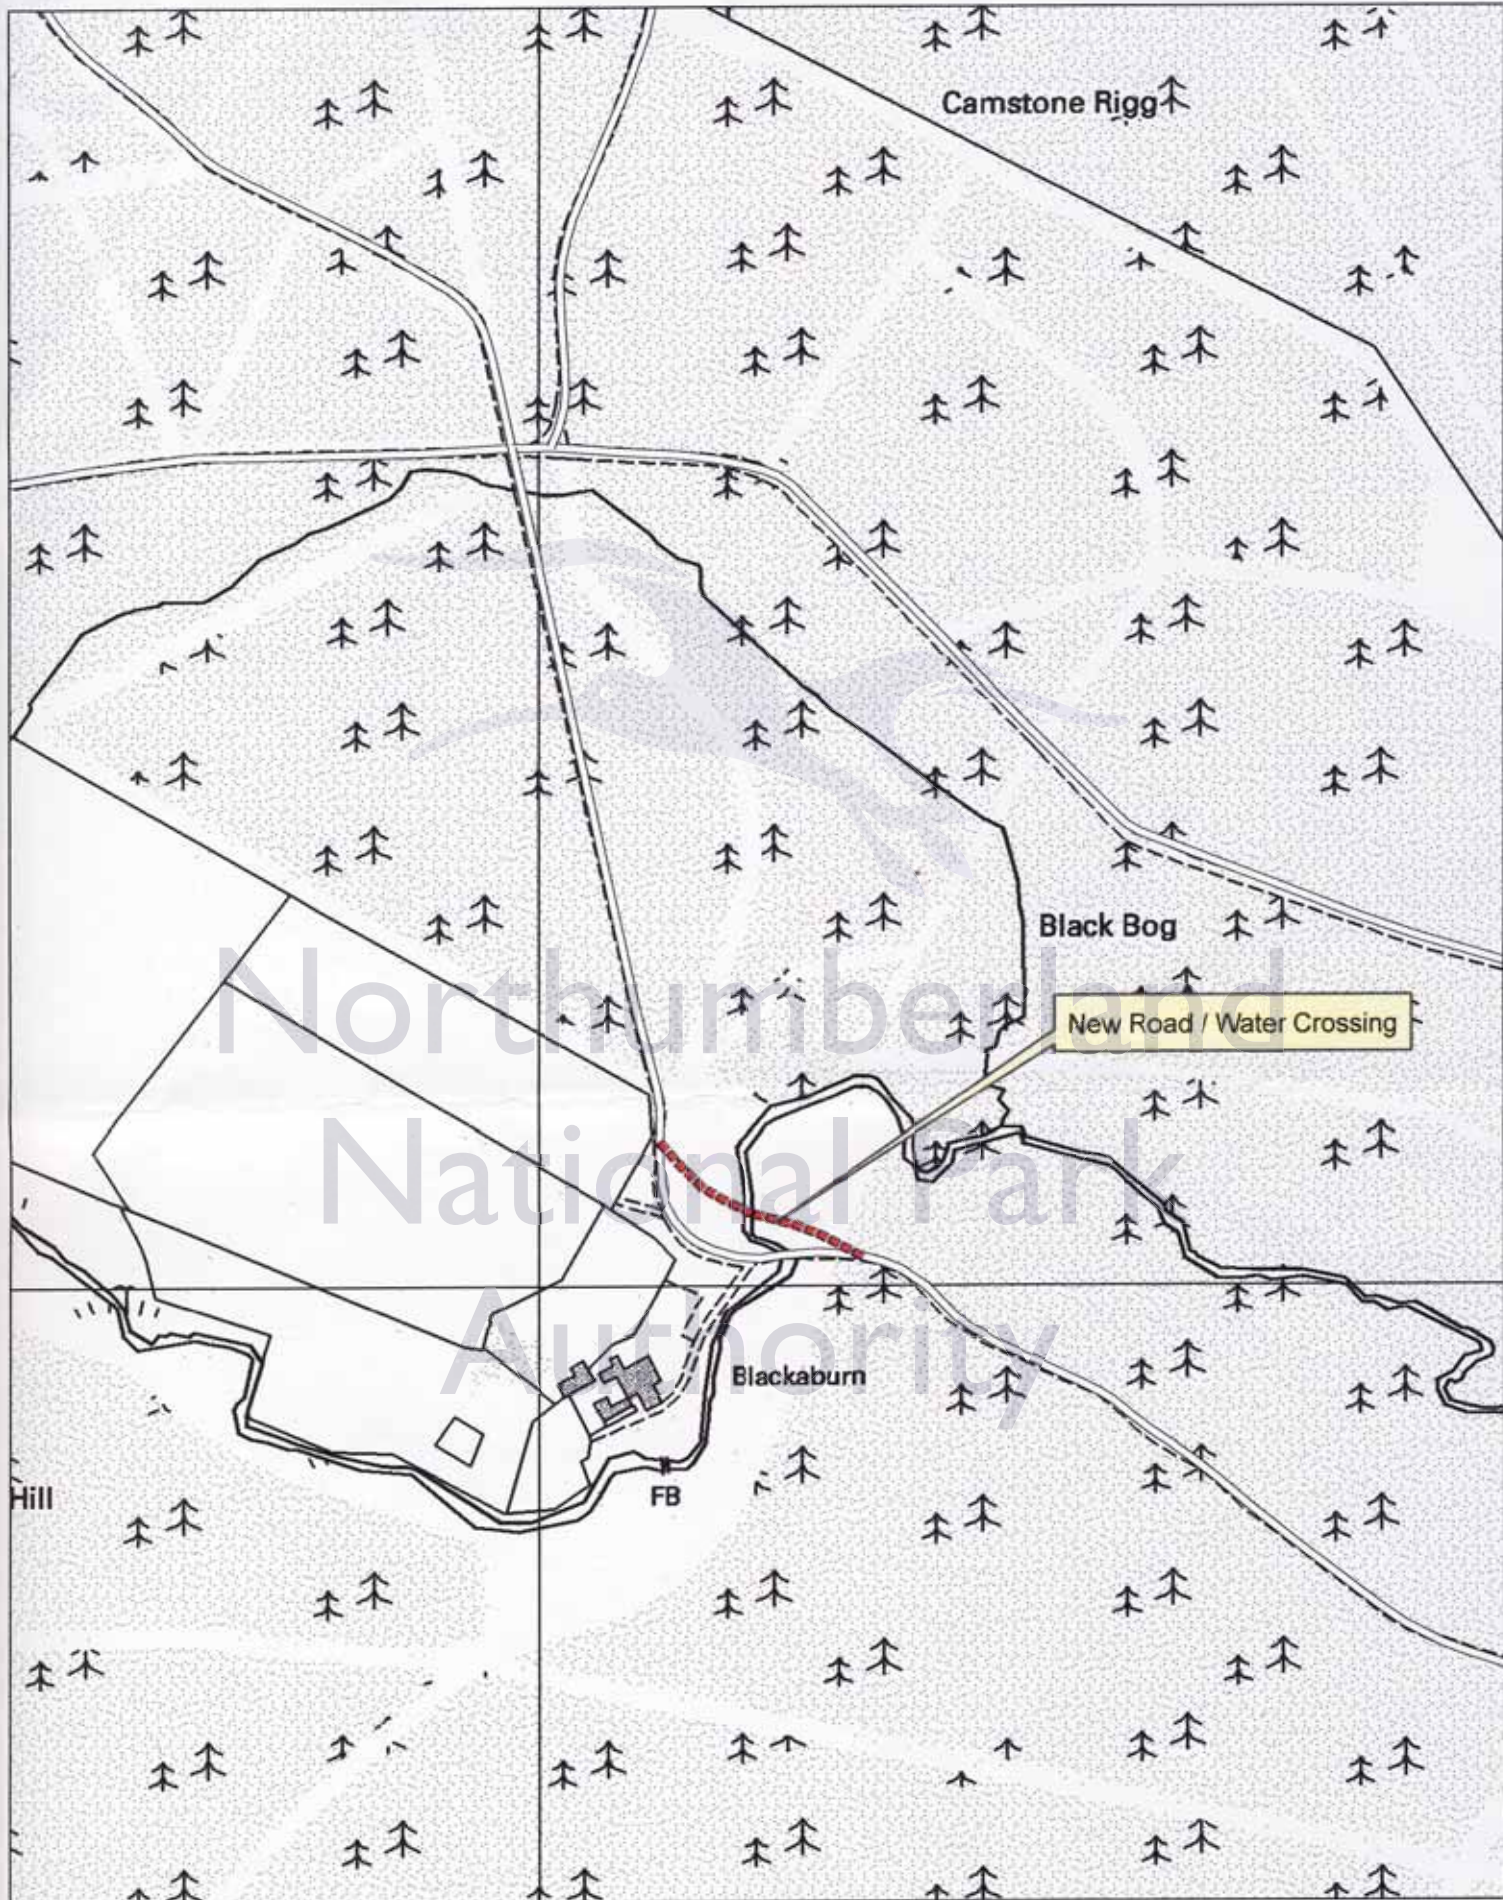 Camstone Rigg
Black Bog
New Road / Water Crossing
Northumberland
National Park
Authority
Blackaburn
Hill
FB